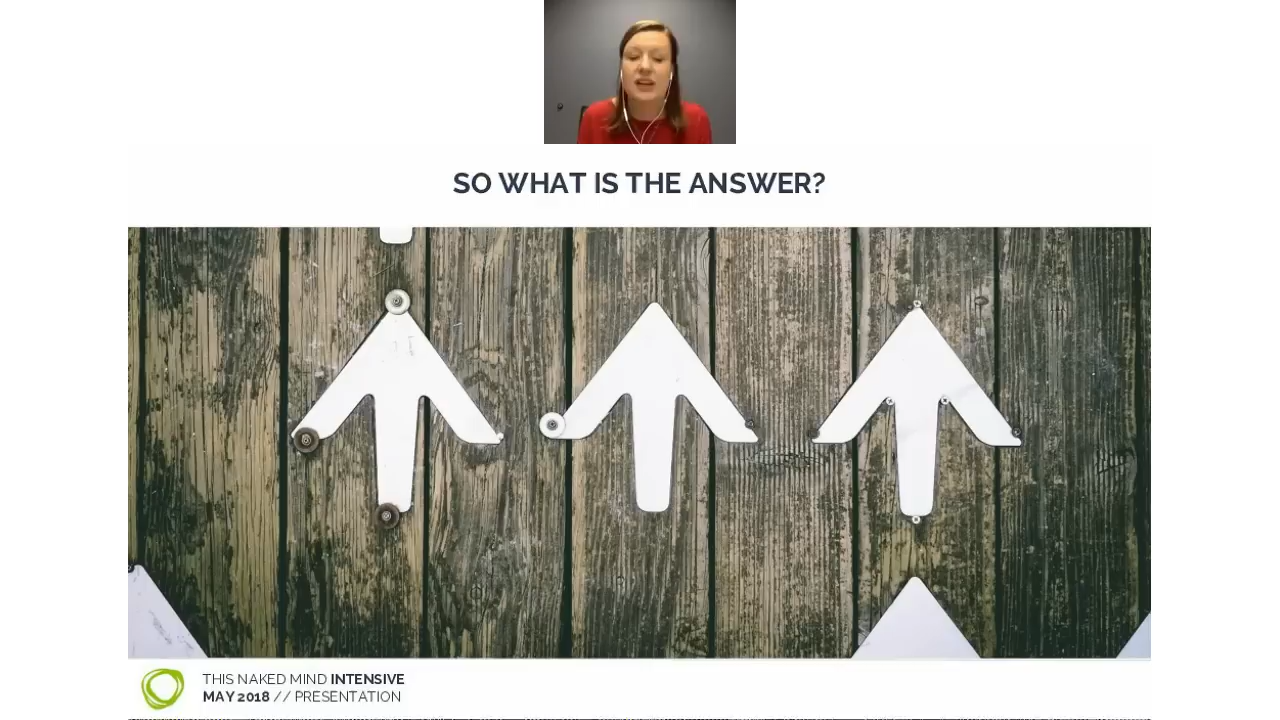 SO WHAT IS THE ANSWER?
THIS NAKED MIND INTENSIVE
MAY 2018 // PRESENTATION